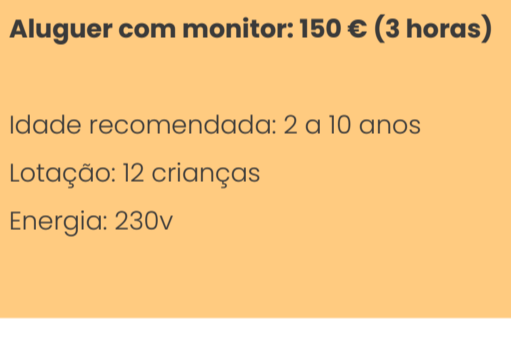 Aluguer com monitor: 150 € (3 horas)
Idade recomendada: 2 a 10 anos
Lotação: 12 crianças
Energia: 230v